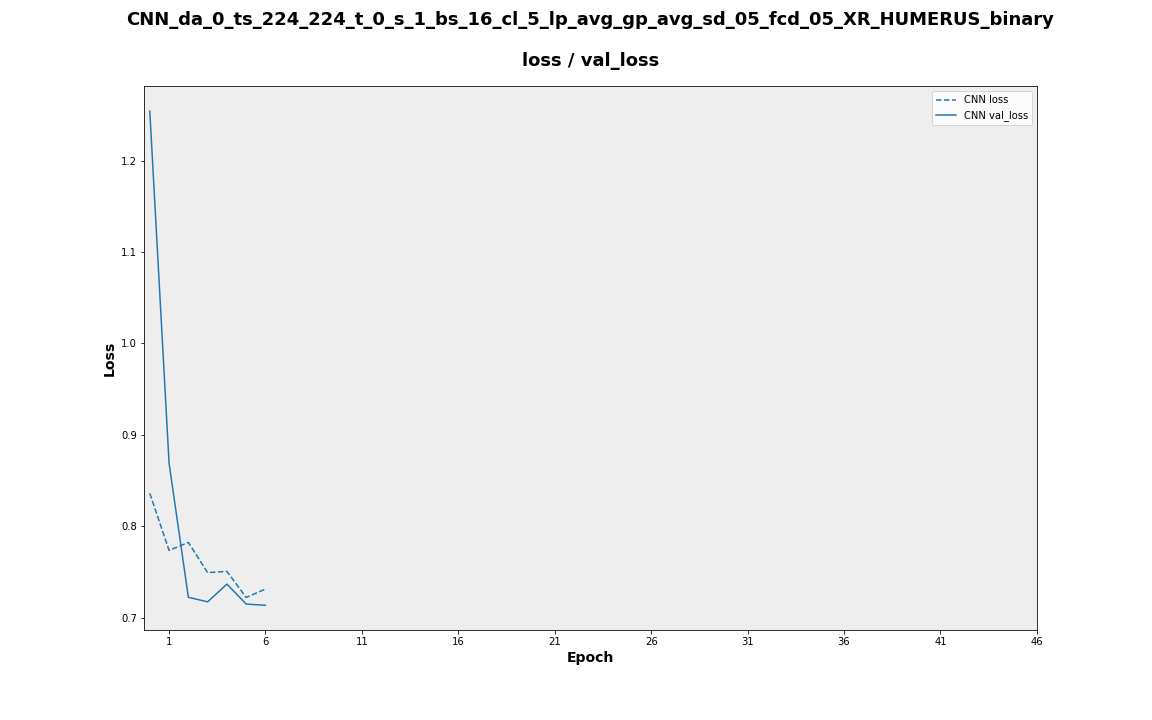 CNN_da_0_ts_224_224_t_0_s_1_bs_16_cl_5_lp_avg_gp_avg_sd_05_fcd_05_XR_HUMERUS_binary
loss / val_loss
CNN loss
CNN val_loss
1.2
1.1
1.0
0.9
0.8
0.7
Loss
1 6 11 16 21 26 31 36 41 46
Epoch